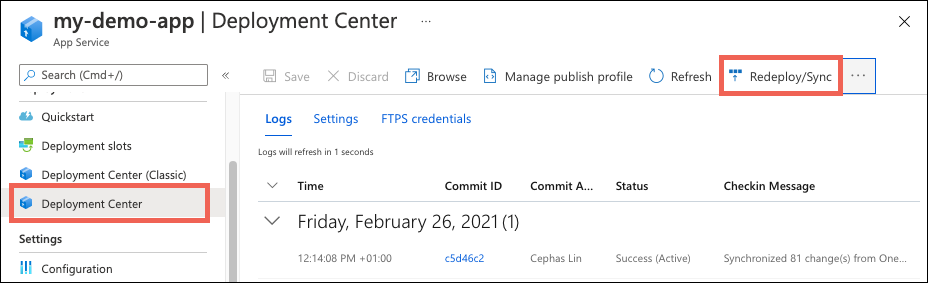 my-demo-app | Deployment Center ...
App Service
Search (Cmd+/)
«
Save
Discard
Browse
Manage publish profile
Refresh
Redeploy/Sync
...
Quickstart
Deployment slots
Deployment Center (Classic)
Deployment Center
Settings
Configuration
Logs Settings FTPS credentials
Logs will refresh in 1 seconds
Time Commit ID Commit A... Status Checkin Message
Friday, February 26, 2021 (1)
12:14:08 PM +01:00 c5d46c2 Cephas Lin Success (Active) Synchronized 81 change(s) from One...